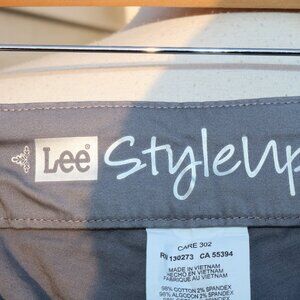 Lee® StyleUp
CARE 302
RN 130273 CA 55394
MADE IN VIETNAM
HECHO EN VIETNAM
FABRIQUÉ AU VIETNAM
98% COTTON 2% SPANDEX
98% ALGODON 2% SPANDEX